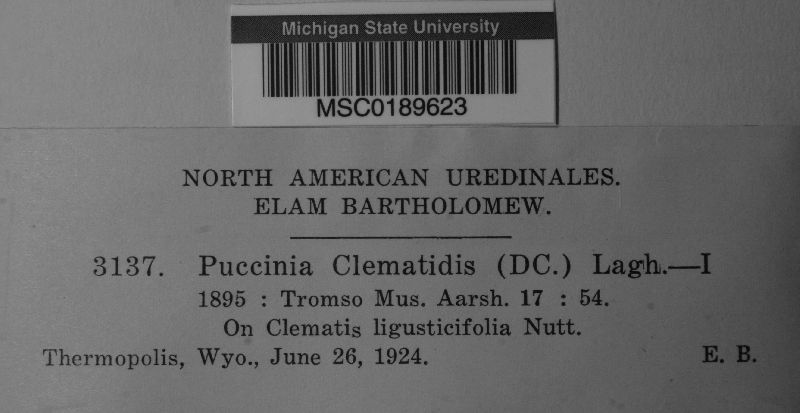 Michigan State University
MSC0189623
NORTH AMERICAN UREDINALES.
ELAM BARTHOLOMEW.
3137. Puccinia Clematidis (DC.) Lagh.—I
1895 : Tromso Mus. Aarsh. 17 : 54.
On Clematis ligusticifolia Nutt.
Thermopolis, Wyo., June 26, 1924. E. B.